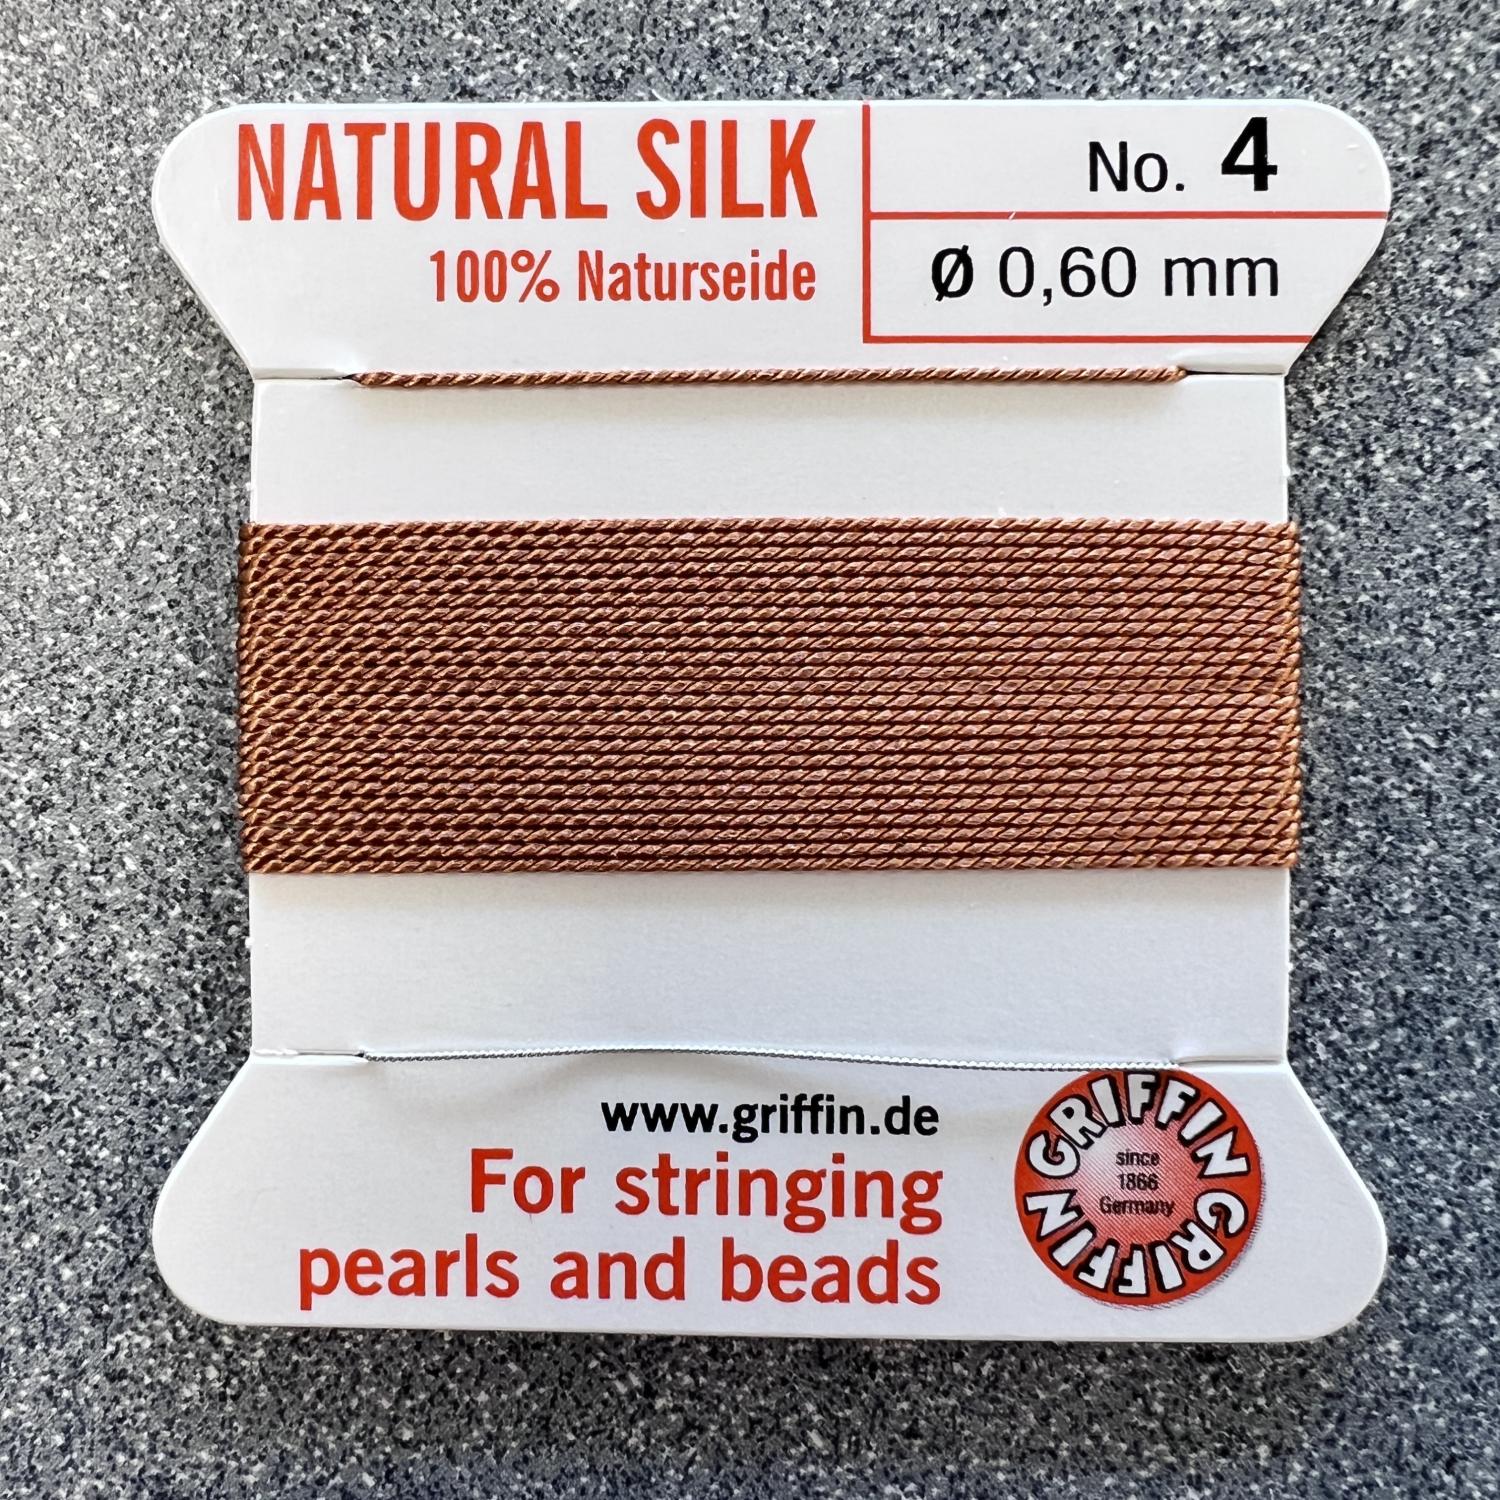 NATURAL SILK
100% Naturseide
No. 4
Ø 0,60 mm
www.griffin.de
For stringing
pearls and beads
GRIFFIN GRIFFIN GRIFFIN
since
1866
Germany